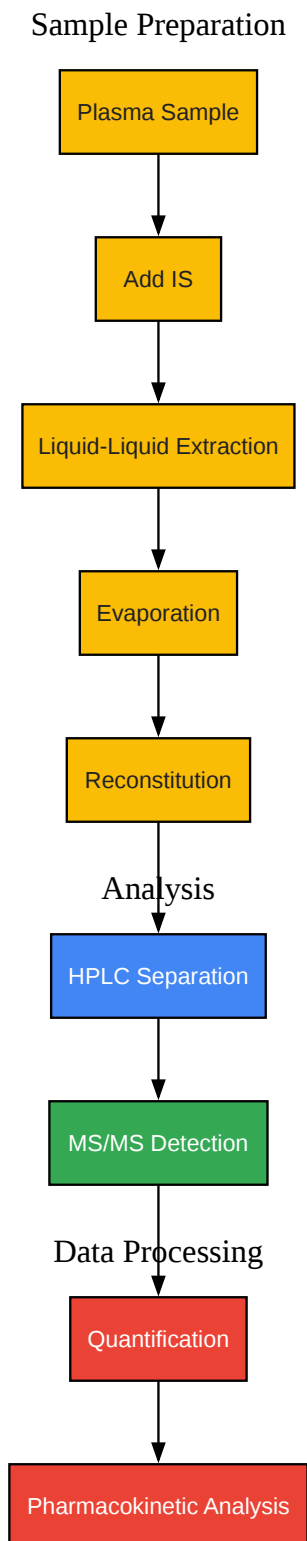 Sample Preparation
Plasma Sample
Add IS
Liquid-Liquid Extraction
Evaporation
Reconstitution
Analysis
HPLC Separation
MS/MS Detection
Data Processing
Quantification
Pharmacokinetic Analysis